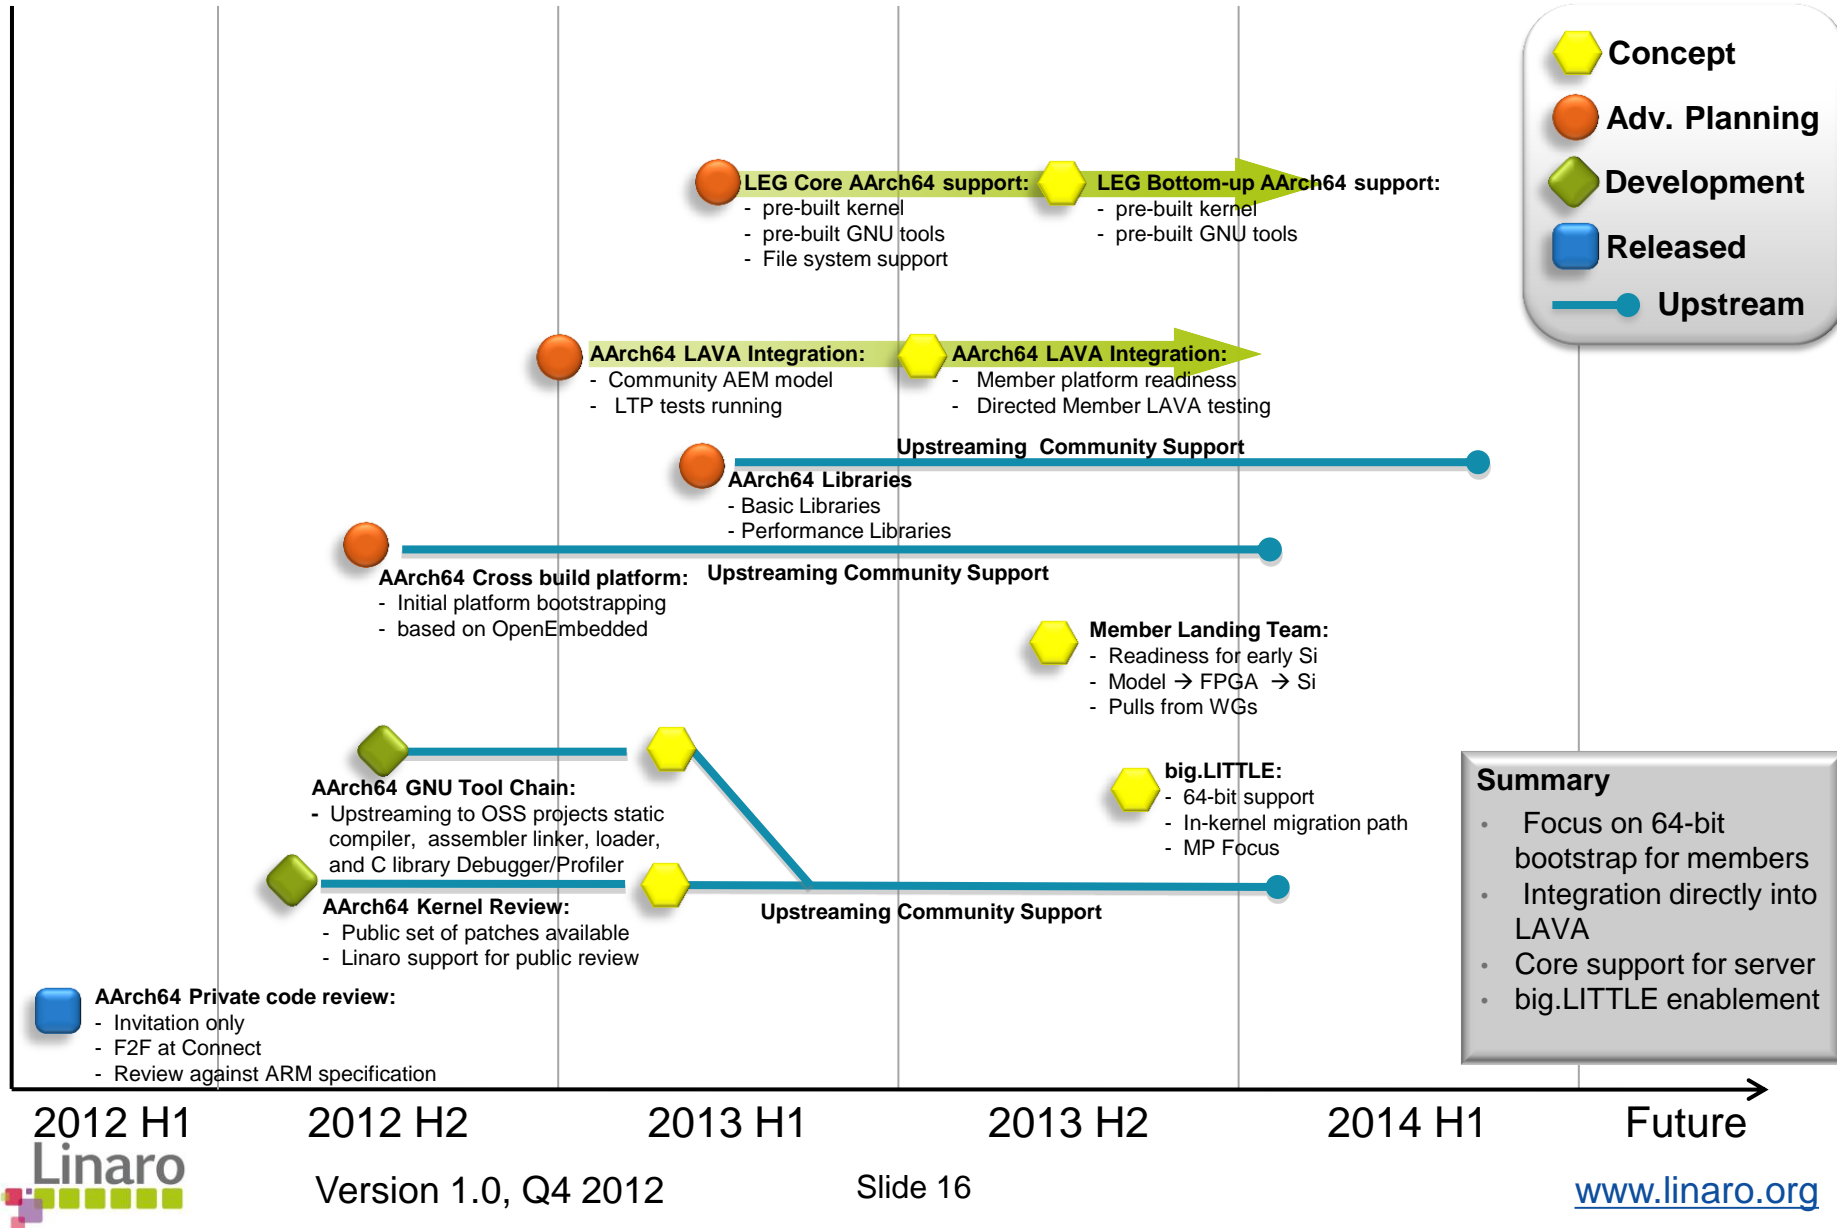 Concept
Adv. Planning
Development
Released
Upstream
LEG Core AArch64 support:
- pre-built kernel
- pre-built GNU tools
- File system support
LEG Bottom-up AArch64 support:
- pre-built kernel
- pre-built GNU tools
AArch64 LAVA Integration:
- Community AEM model
- LTP tests running
AArch64 LAVA Integration:
- Member platform readiness
- Directed Member LAVA testing
Upstreaming Community Support
AArch64 Libraries
- Basic Libraries
- Performance Libraries
AArch64 Cross build platform:
- Initial platform bootstrapping
- based on OpenEmbedded
Upstreaming Community Support
Member Landing Team:
- Readiness for early Si
- Model → FPGA → Si
- Pulls from WGs
AArch64 GNU Tool Chain:
- Upstreaming to OSS projects static
compiler, assembler linker, loader,
and C library Debugger/Profiler
big.LITTLE:
- 64-bit support
- In-kernel migration path
- MP Focus
AArch64 Kernel Review:
- Public set of patches available
- Linaro support for public review
Upstreaming Community Support
AArch64 Private code review:
- Invitation only
- F2F at Connect
- Review against ARM specification
Summary
• Focus on 64-bit
bootstrap for members
• Integration directly into
LAVA
• Core support for server
• big.LITTLE enablement
2012 H1
2012 H2
2013 H1
2013 H2
2014 H1
Future
Linaro
Version 1.0, Q4 2012
Slide 16
www.linaro.org